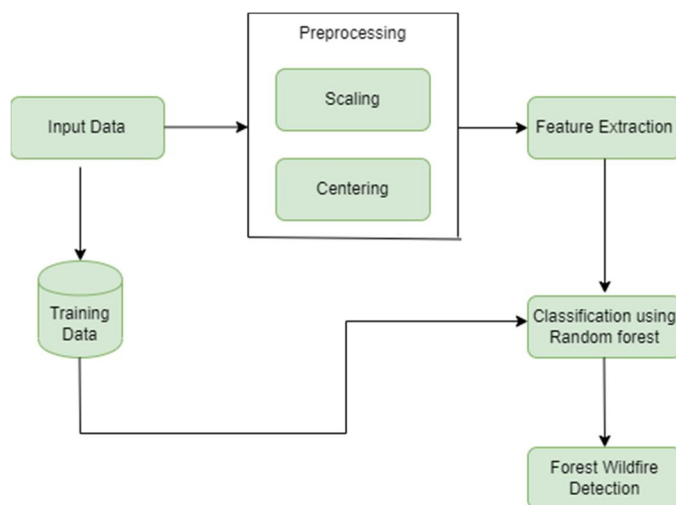 Preprocessing
Scaling
Input Data
Feature Extraction
Centering
Training
Data
Classification using
Random forest
Forest Wildfire
Detection